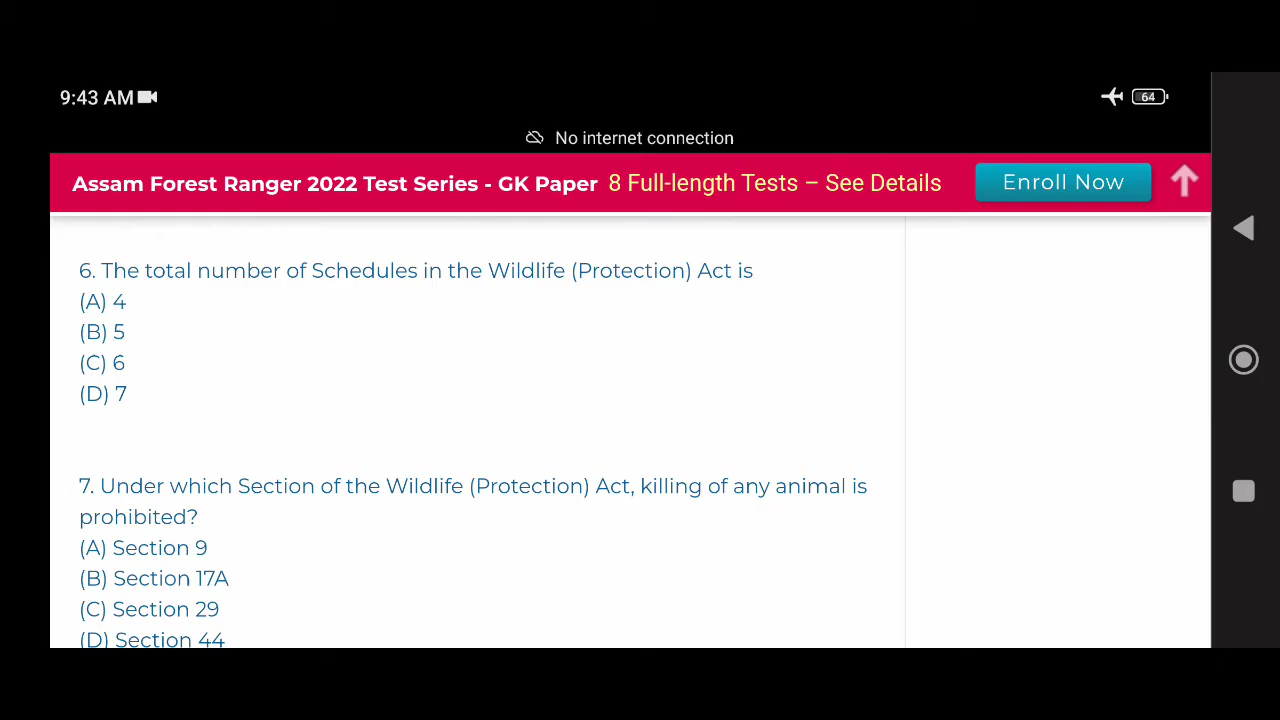 9:43 AM
64
No internet connection
Assam Forest Ranger 2022 Test Series - GK Paper 8 Full-length Tests – See Details Enroll Now
6. The total number of Schedules in the Wildlife (Protection) Act is
(A) 4
(B) 5
(C) 6
(D) 7
7. Under which Section of the Wildlife (Protection) Act, killing of any animal is
prohibited?
(A) Section 9
(B) Section 17A
(C) Section 29
(D) Section 44